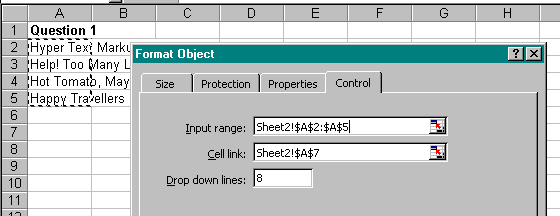 A B C D E F G H
1 Question 1
2 Hyper Text Marku
3 Help! Too Many L
4 Hot Tomato, May
5 Happy Travellers
6
7
8
9
10
11
12
Format Object
Size Protection Properties Control
Input range: Sheet2!$A$2:$A$5
Cell link: Sheet2!$A$7
Drop down lines: 8